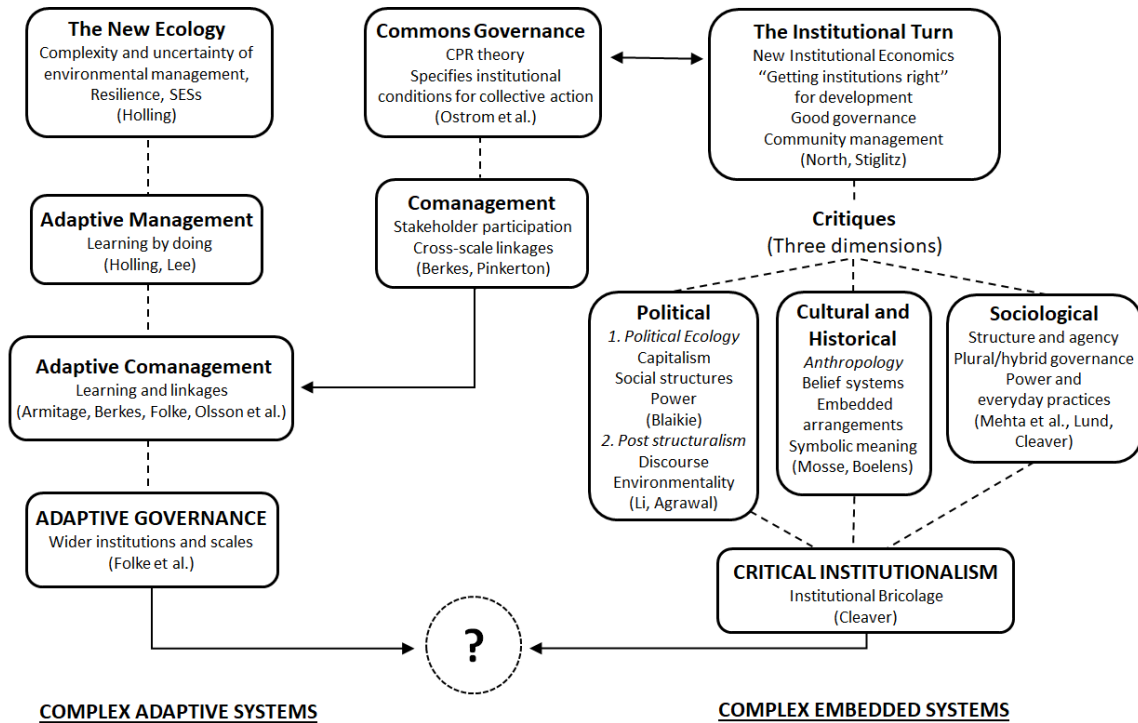 The New Ecology
Complexity and uncertainty of
environmental management,
Resilience, SESs
(Holling)
Commons Governance
CPR theory
Specifies institutional
conditions for collective action
(Ostrom et al.)
The Institutional Turn
New Institutional Economics
“Getting institutions right”
for development
Good governance
Community management
(North, Stiglitz)
Adaptive Management
Learning by doing
(Holling, Lee)
Comanagement
Stakeholder participation
Cross-scale linkages
(Berkes, Pinkerton)
Critiques
(Three dimensions)
Political
1. Political Ecology
Capitalism
Social structures
Power
(Blaikie)
2. Post structuralism
Discourse
Environmentality
(Li, Agrawal)
Cultural and
Historical
Anthropology
Belief systems
Embedded
arrangements
Symbolic meaning
(Mosse, Boelens)
Sociological
Structure and agency
Plural/hybrid governance
Power and
everyday practices
(Mehta et al., Lund,
Cleaver)
Adaptive Comanagement
Learning and linkages
(Armitage, Berkes, Folke, Olsson et al.)
ADAPTIVE GOVERNANCE
Wider institutions and scales
(Folke et al.)
CRITICAL INSTITUTIONALISM
Institutional Bricolage
(Cleaver)
?
COMPLEX ADAPTIVE SYSTEMS
COMPLEX EMBEDDED SYSTEMS